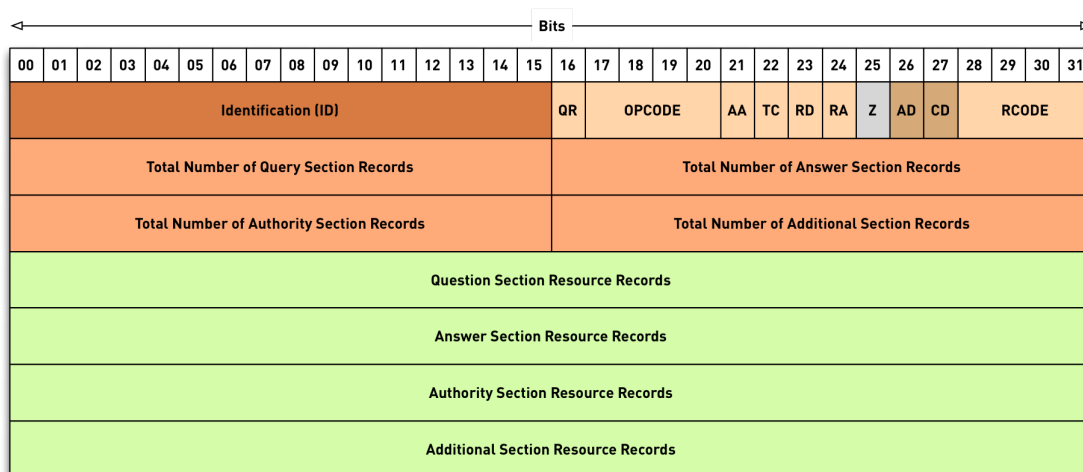 Bits
00 01 02 03 04 05 06 07 08 09 10 11 12 13 14 15 16 17 18 19 20 21 22 23 24 25 26 27 28 29 30 31
Identification (ID) QR OPCODE AA TC RD RA Z AD CD RCODE
Total Number of Query Section Records Total Number of Answer Section Records
Total Number of Authority Section Records Total Number of Additional Section Records
Question Section Resource Records
Answer Section Resource Records
Authority Section Resource Records
Additional Section Resource Records